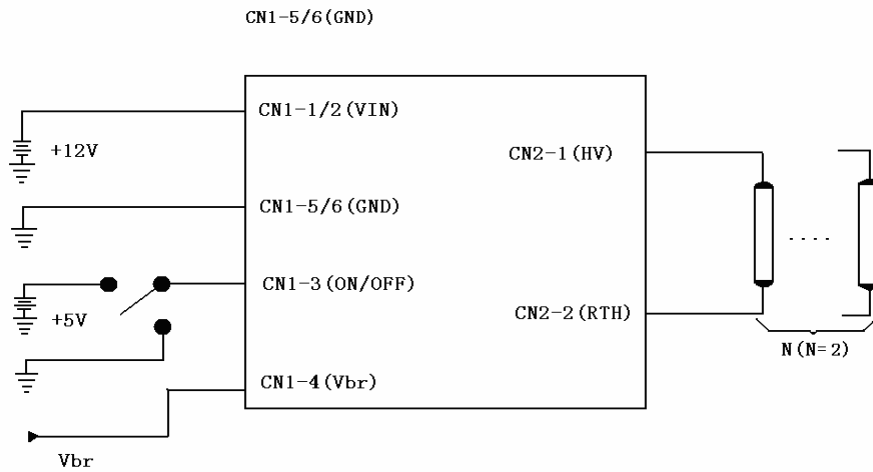 CN1-5/6(GND)
CN1-1/2(VIN)
+12V
CN2-1(HV)
CN1-5/6(GND)
CN1-3(ON/OFF)
+5V
CN2-2(RTH)
N(N=2)
CN1-4(Vbr)
Vbr